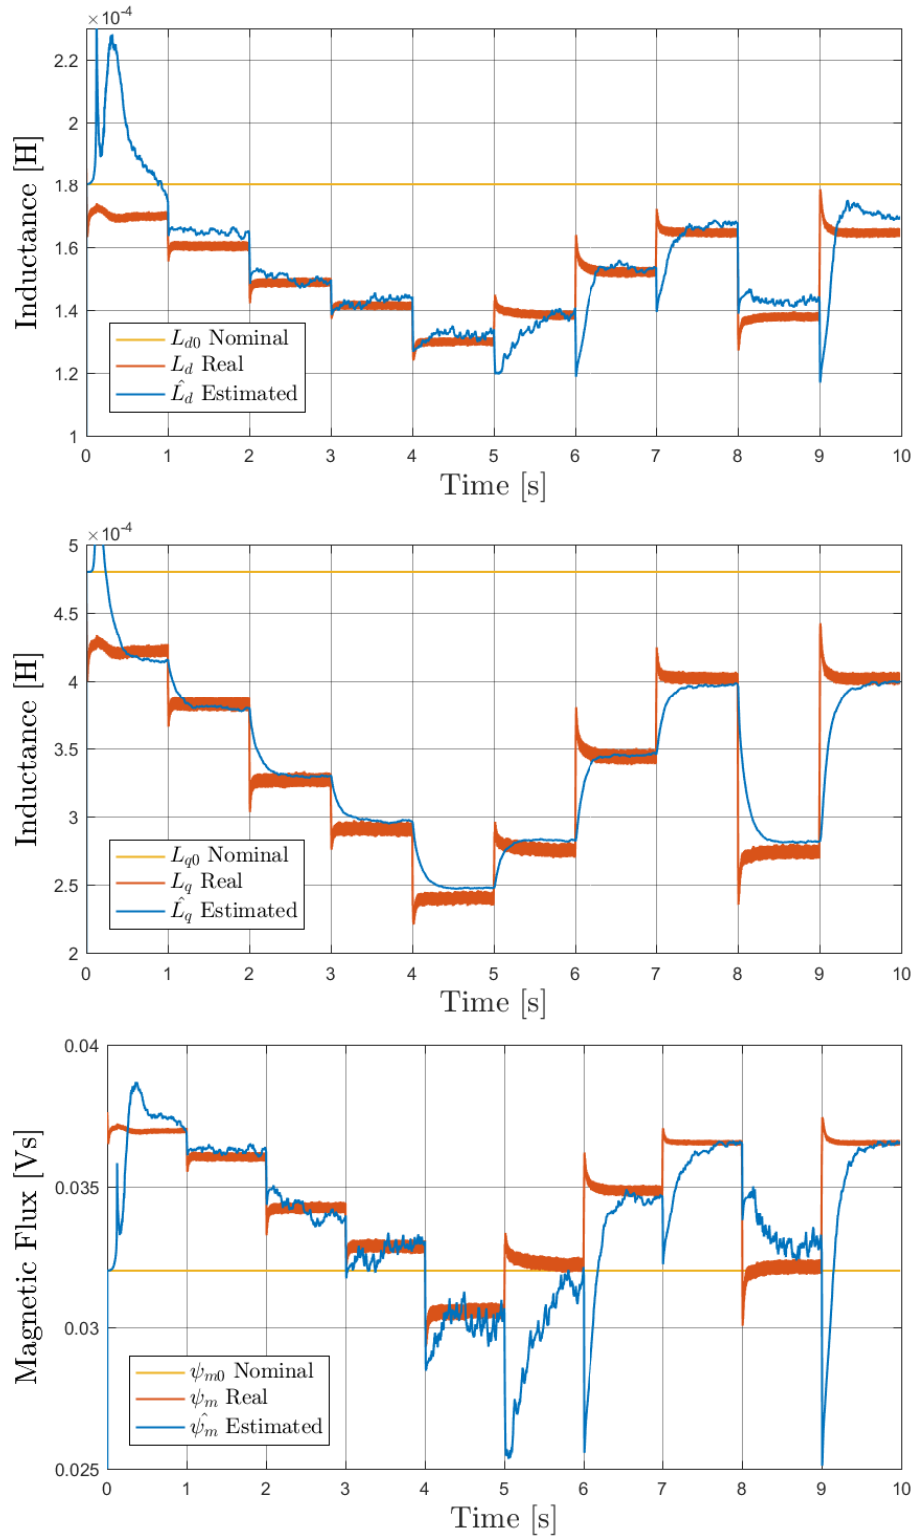 ×10⁻⁴
2.2
2
1.8
1.6
1.4
1.2
1
Inductance [H]
L_d0 Nominal
L_d Real
L̂_d Estimated
0 1 2 3 4 5 6 7 8 9 10
Time [s]
×10⁻⁴
5
4.5
4
3.5
3
2.5
2
Inductance [H]
L_q0 Nominal
L_q Real
L̂_q Estimated
0 1 2 3 4 5 6 7 8 9 10
Time [s]
0.04
0.035
0.03
0.025
Magnetic Flux [Vs]
ψ_m0 Nominal
ψ_m Real
ψ̂_m Estimated
0 1 2 3 4 5 6 7 8 9 10
Time [s]